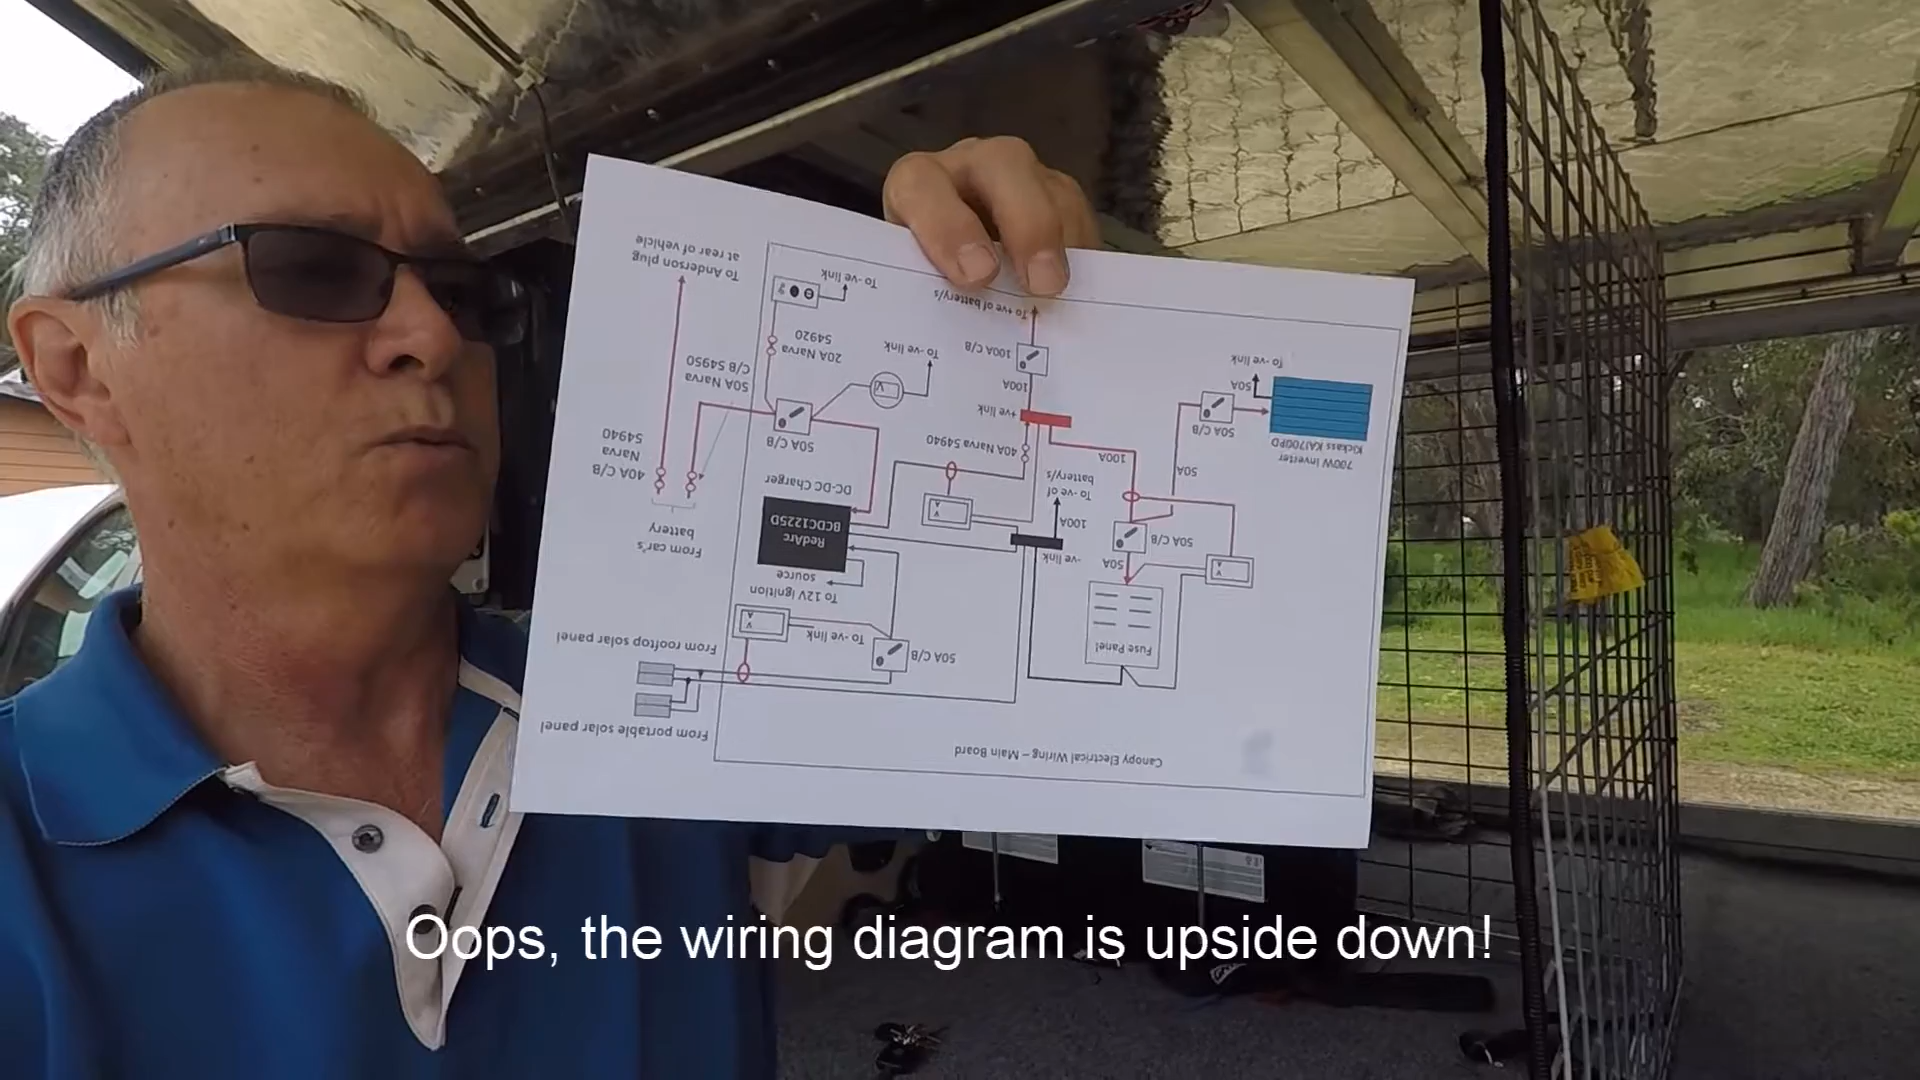 To Anderson plug
at rear of vehicle
To -ve link
20A Narva
54920
50A Narva
C/B 54950
To -ve link
To +ve of battery/s
100A C/B
100A
+ve link
40A C/B
Narva
54940
50A C/B
40A Narva 54940
To -ve link
50A
50A C/B
700W Inverter
Kickass KAI700PD
100A
50A
From car's
battery
DC-DC Charger
RedArc
BCDC1225D
To -ve of
battery/s
100A
-ve link
50A C/B
50A
V
A
V
A
To 12V ignition
source
V
A
To -ve link
50A C/B
Fuse Panel
From rooftop solar panel
From portable solar panel
Canopy Electrical Wiring – Main Board
Oops, the wiring diagram is upside down!